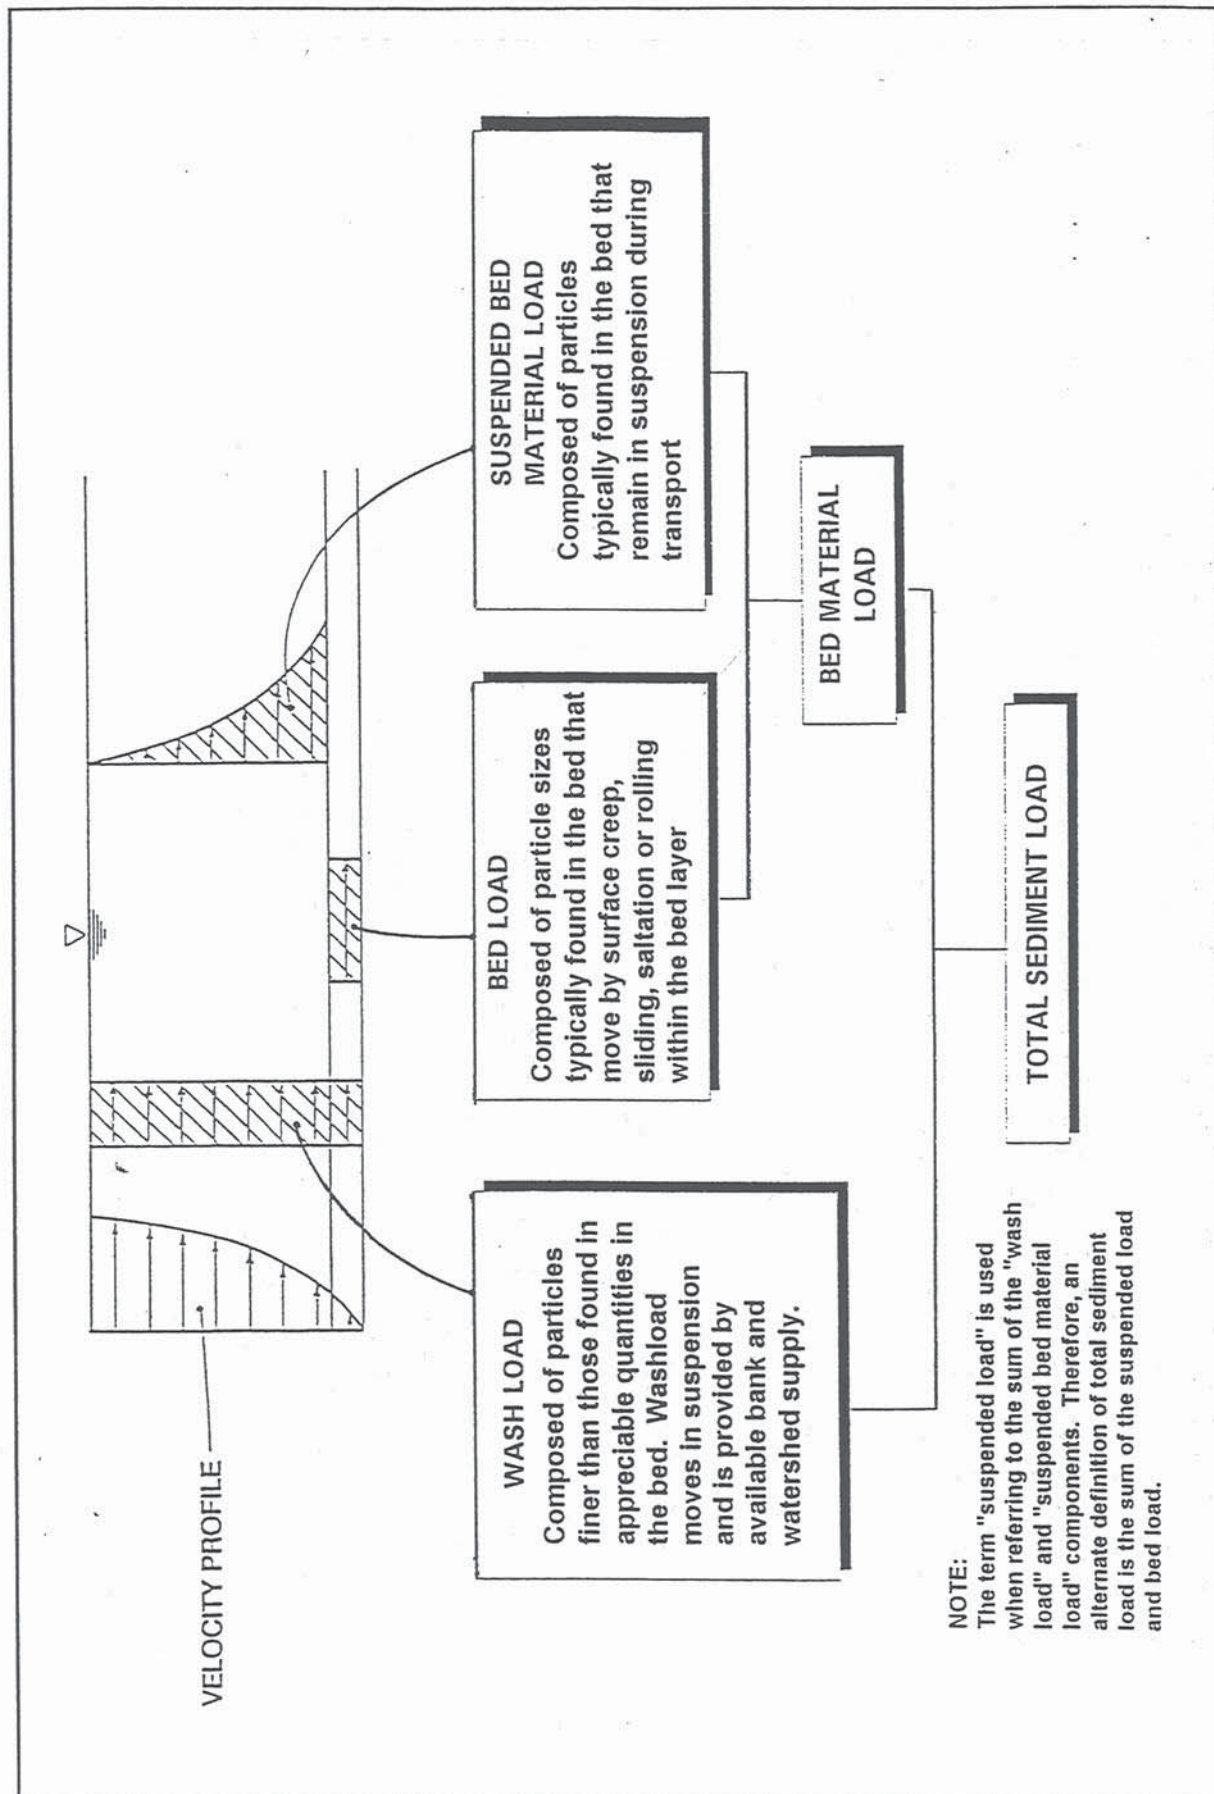 VELOCITY PROFILE
WASH LOAD
Composed of particles
finer than those found in
appreciable quantities in
the bed. Washload
moves in suspension
and is provided by
available bank and
watershed supply.
BED LOAD
Composed of particle sizes
typically found in the bed that
move by surface creep,
sliding, saltation or rolling
within the bed layer
SUSPENDED BED
MATERIAL LOAD
Composed of particles
typically found in the bed that
remain in suspension during
transport
BED MATERIAL
LOAD
TOTAL SEDIMENT LOAD
NOTE:
The term "suspended load" is used
when referring to the sum of the "wash
load" and "suspended bed material
load" components. Therefore, an
alternate definition of total sediment
load is the sum of the suspended load
and bed load.